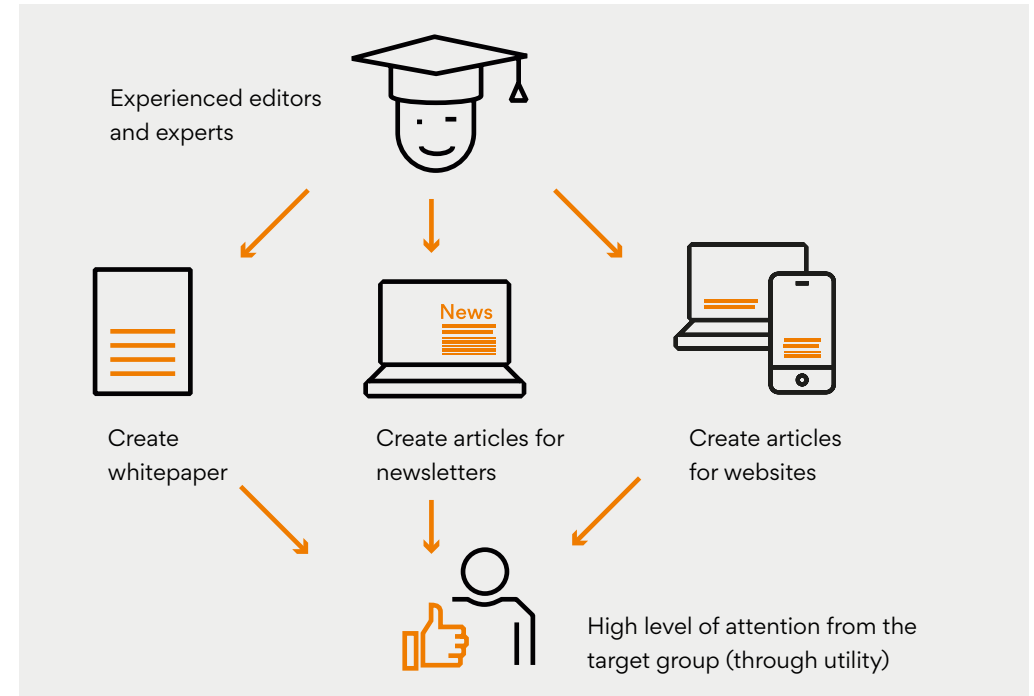 Experienced editors
and experts
News
Create
whitepaper
Create articles for
newsletters
Create articles
for websites
High level of attention from the
target group (through utility)